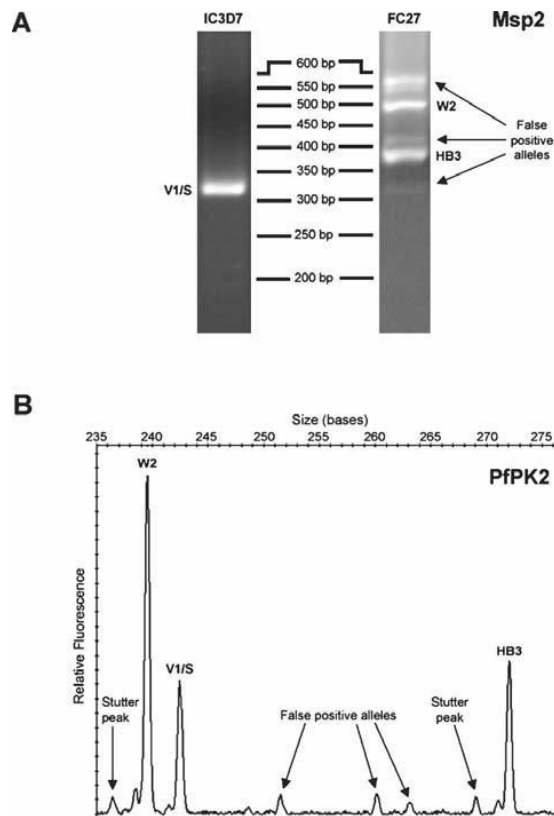 A
IC3D7
FC27
Msp2
600 bp
550 bp
500 bp
450 bp
400 bp
350 bp
300 bp
250 bp
200 bp
V1/S
W2
HB3
False
positive
alleles
B
Size (bases)
235 240 245 250 255 260 265 270 275
PfPK2
Relative Fluorescence
W2
V1/S
HB3
Stutter
peak
False positive alleles
Stutter
peak